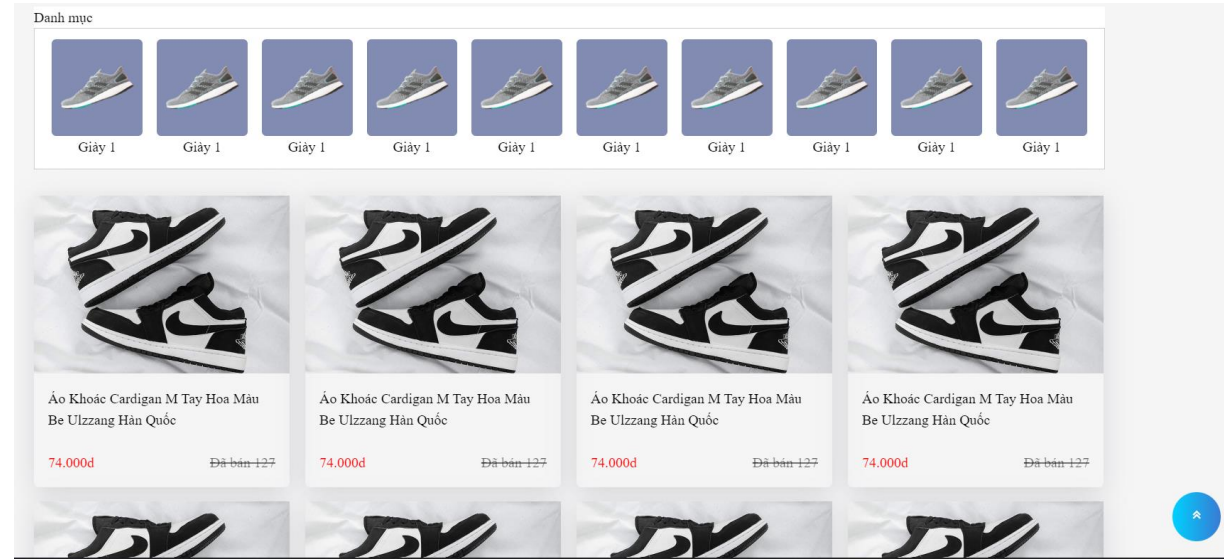 Danh mục
Giày 1 Giày 1 Giày 1 Giày 1 Giày 1 Giày 1 Giày 1 Giày 1 Giày 1 Giày 1
Áo Khoác Cardigan M Tay Hoa Màu
Be Ulzzang Hàn Quốc
74.000đ Đã bán 127
Áo Khoác Cardigan M Tay Hoa Màu
Be Ulzzang Hàn Quốc
74.000đ Đã bán 127
Áo Khoác Cardigan M Tay Hoa Màu
Be Ulzzang Hàn Quốc
74.000đ Đã bán 127
Áo Khoác Cardigan M Tay Hoa Màu
Be Ulzzang Hàn Quốc
74.000đ Đã bán 127